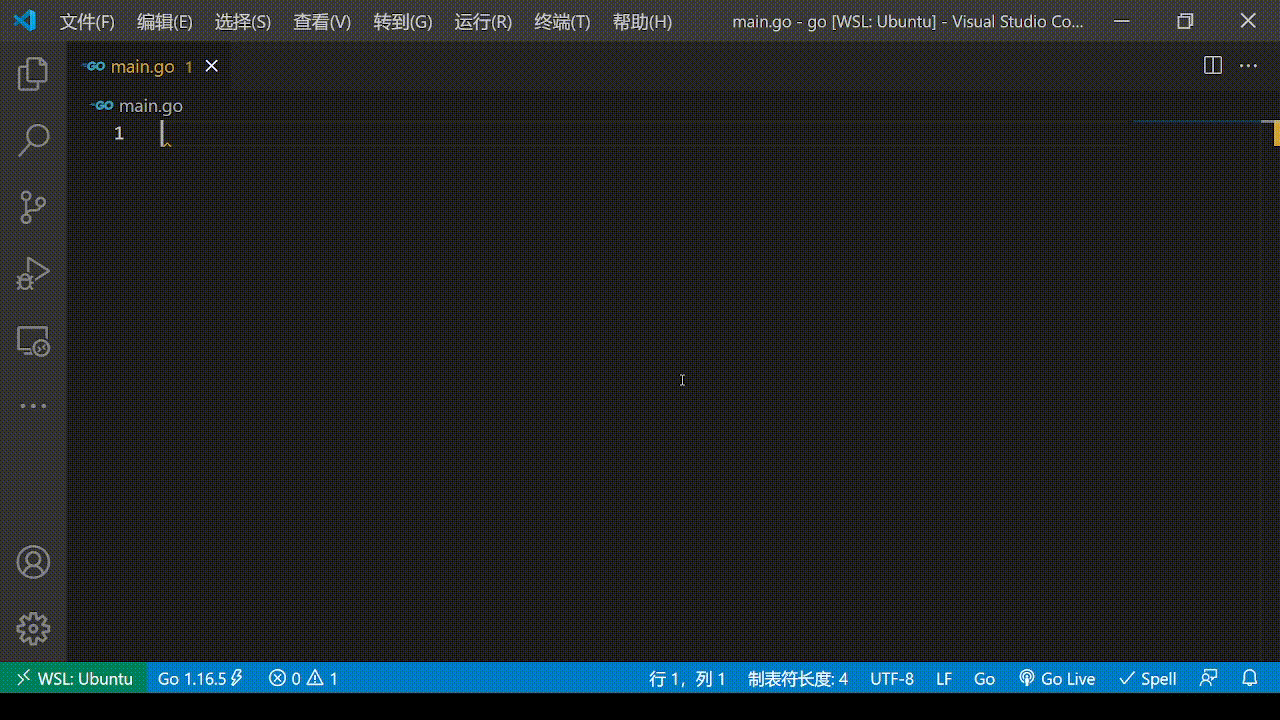 文件(F) 编辑(E) 选择(S) 查看(V) 转到(G) 运行(R) 终端(T) 帮助(H) main.go - go [WSL: Ubuntu] - Visual Studio Co...
GO main.go 1
GO main.go
1
WSL: Ubuntu Go 1.16.5 0 1 行 1，列 1 制表符长度: 4 UTF-8 LF Go Go Live Spell